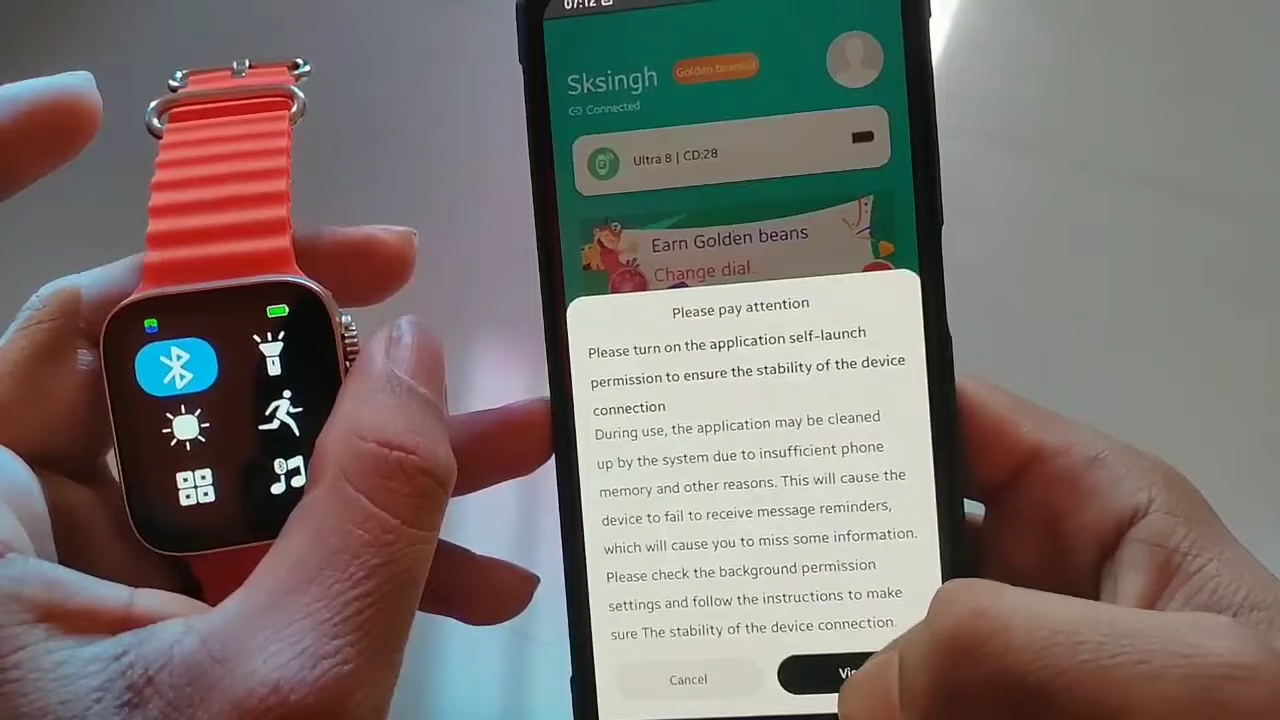 07:12
Sksingh
Golden beans:
Connected
Ultra 8 | CD:28
Earn Golden beans
Change dial.
Please pay attention
Please turn on the application self-launch
permission to ensure the stability of the device
connection
During use, the application may be cleaned
up by the system due to insufficient phone
memory and other reasons. This will cause the
device to fail to receive message reminders,
which will cause you to miss some information.
Please check the background permission
settings and follow the instructions to make
sure The stability of the device connection.
Cancel